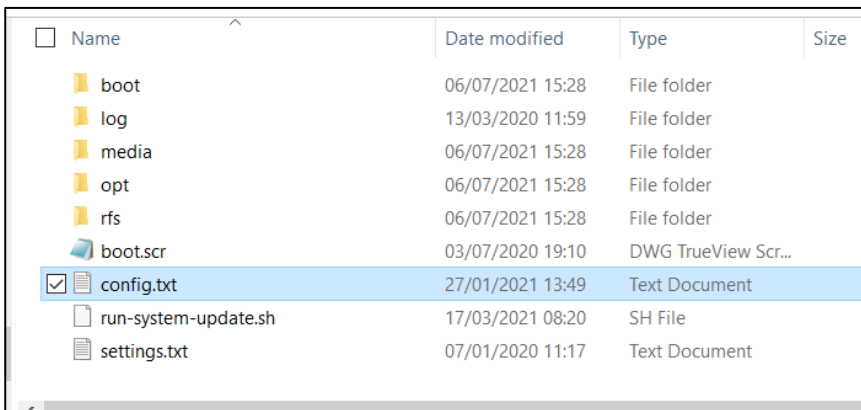 Name Date modified Type Size
boot 06/07/2021 15:28 File folder
log 13/03/2020 11:59 File folder
media 06/07/2021 15:28 File folder
opt 06/07/2021 15:28 File folder
rfs 06/07/2021 15:28 File folder
boot.scr 03/07/2020 19:10 DWG TrueView Scr...
config.txt 27/01/2021 13:49 Text Document
run-system-update.sh 17/03/2021 08:20 SH File
settings.txt 07/01/2020 11:17 Text Document